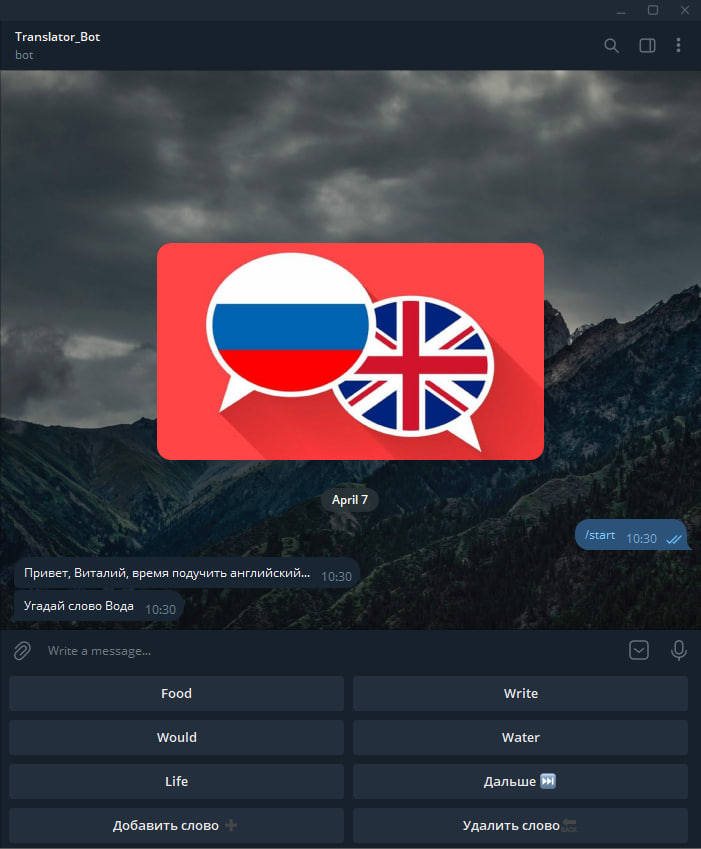 Translator_Bot
bot
April 7
/start 10:30
Привет, Виталий, время подучить английский... 10:30
Угадай слово Вода 10:30
Write a message...
Food
Write
Would
Water
Life
Дальше ⏭️
Добавить слово ➕
Удалить слово🔙